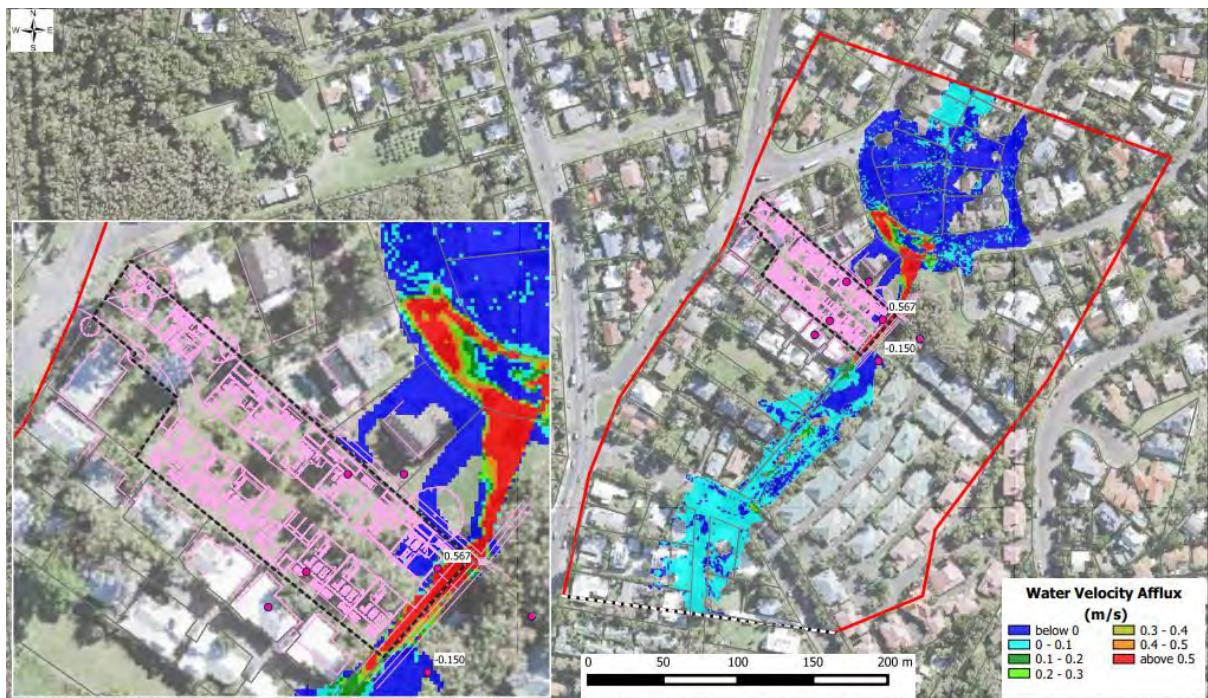 N
W E
S
0.567
-0.150
0.567
-0.150
Water Velocity Afflux
(m/s)
below 0
0 - 0.1
0.1 - 0.2
0.2 - 0.3
0.3 - 0.4
0.4 - 0.5
above 0.5
0 50 100 150 200 m